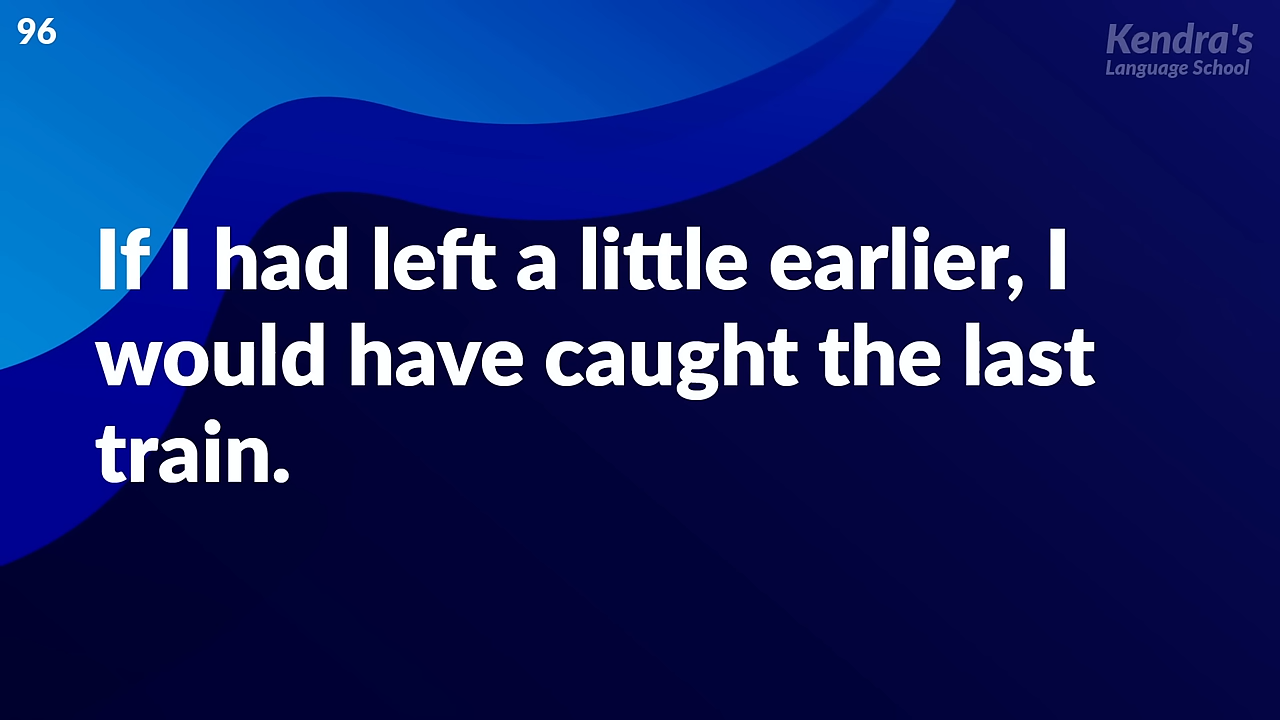 96
Kendra's
Language School
If I had left a little earlier, I
would have caught the last
train.